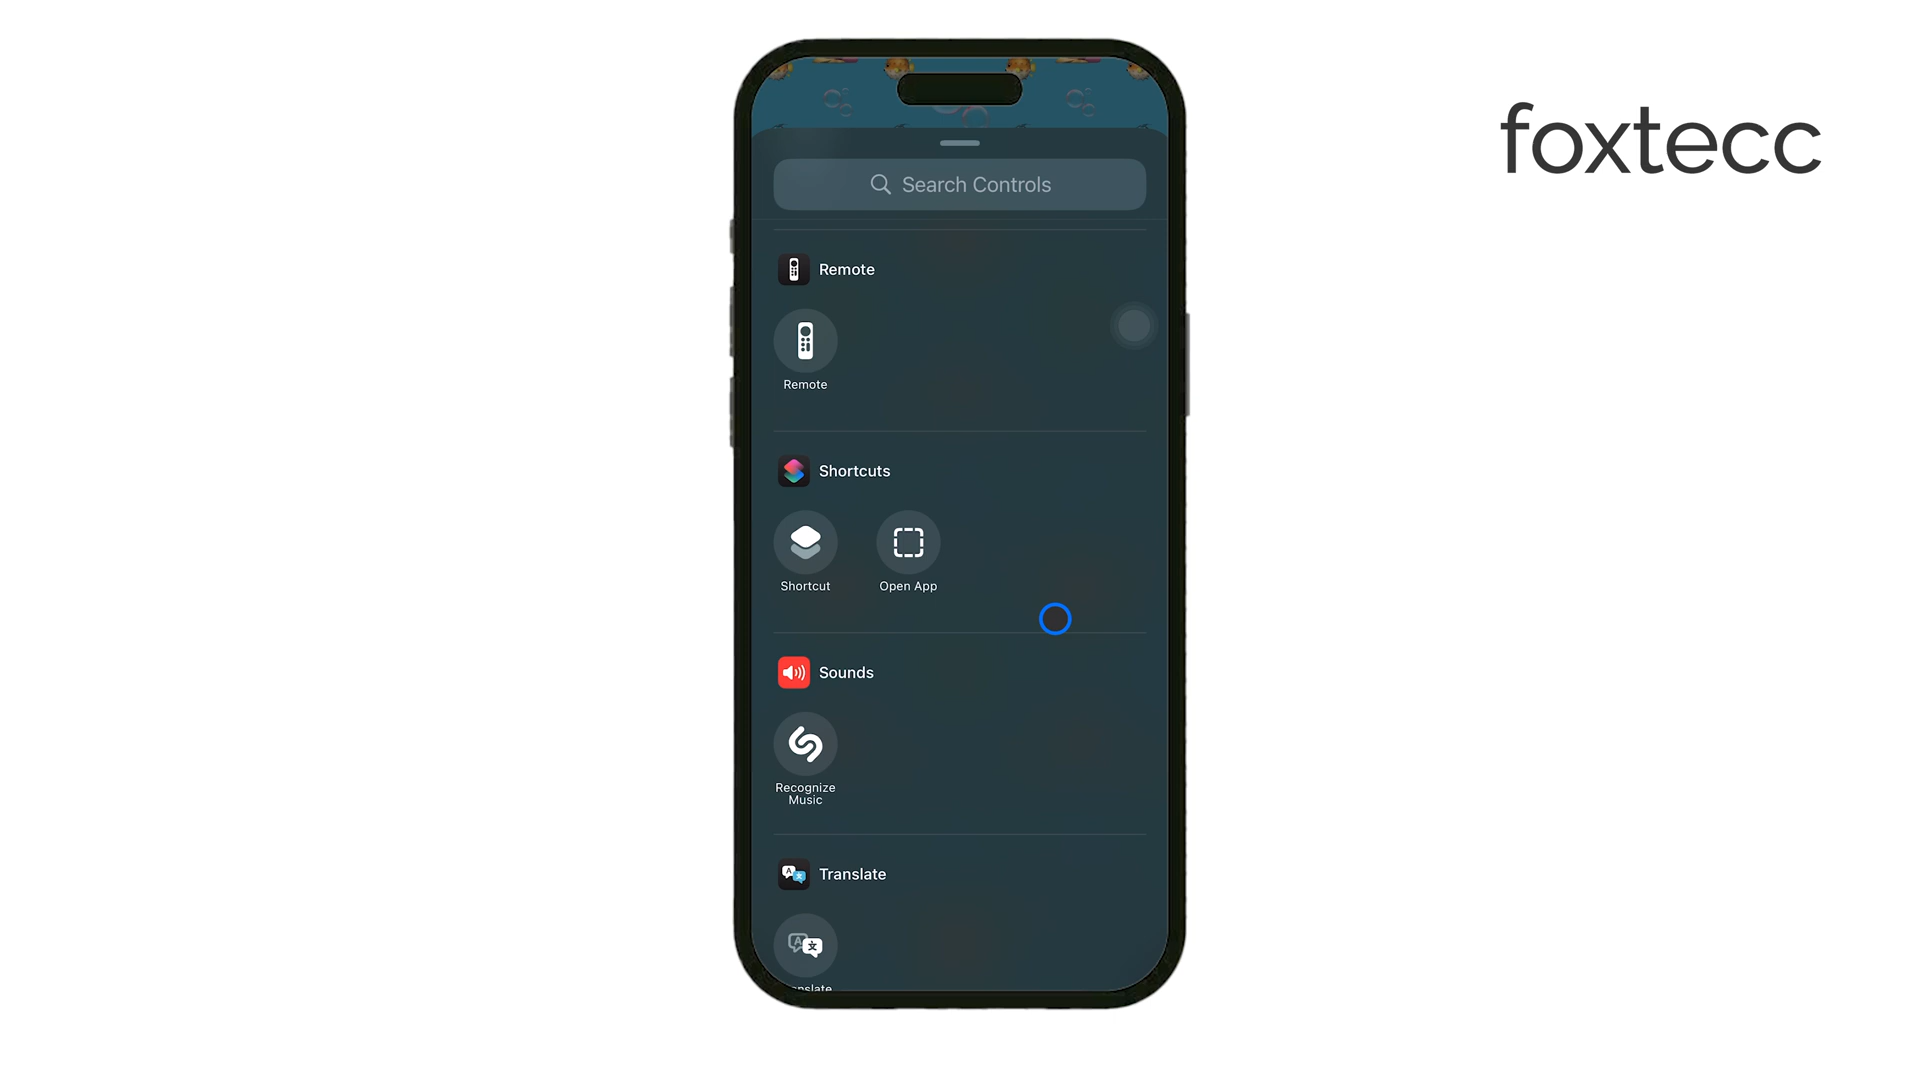 foxtecc
Search Controls
Remote
Remote
Shortcuts
Shortcut
Open App
Sounds
Recognize
Music
Translate